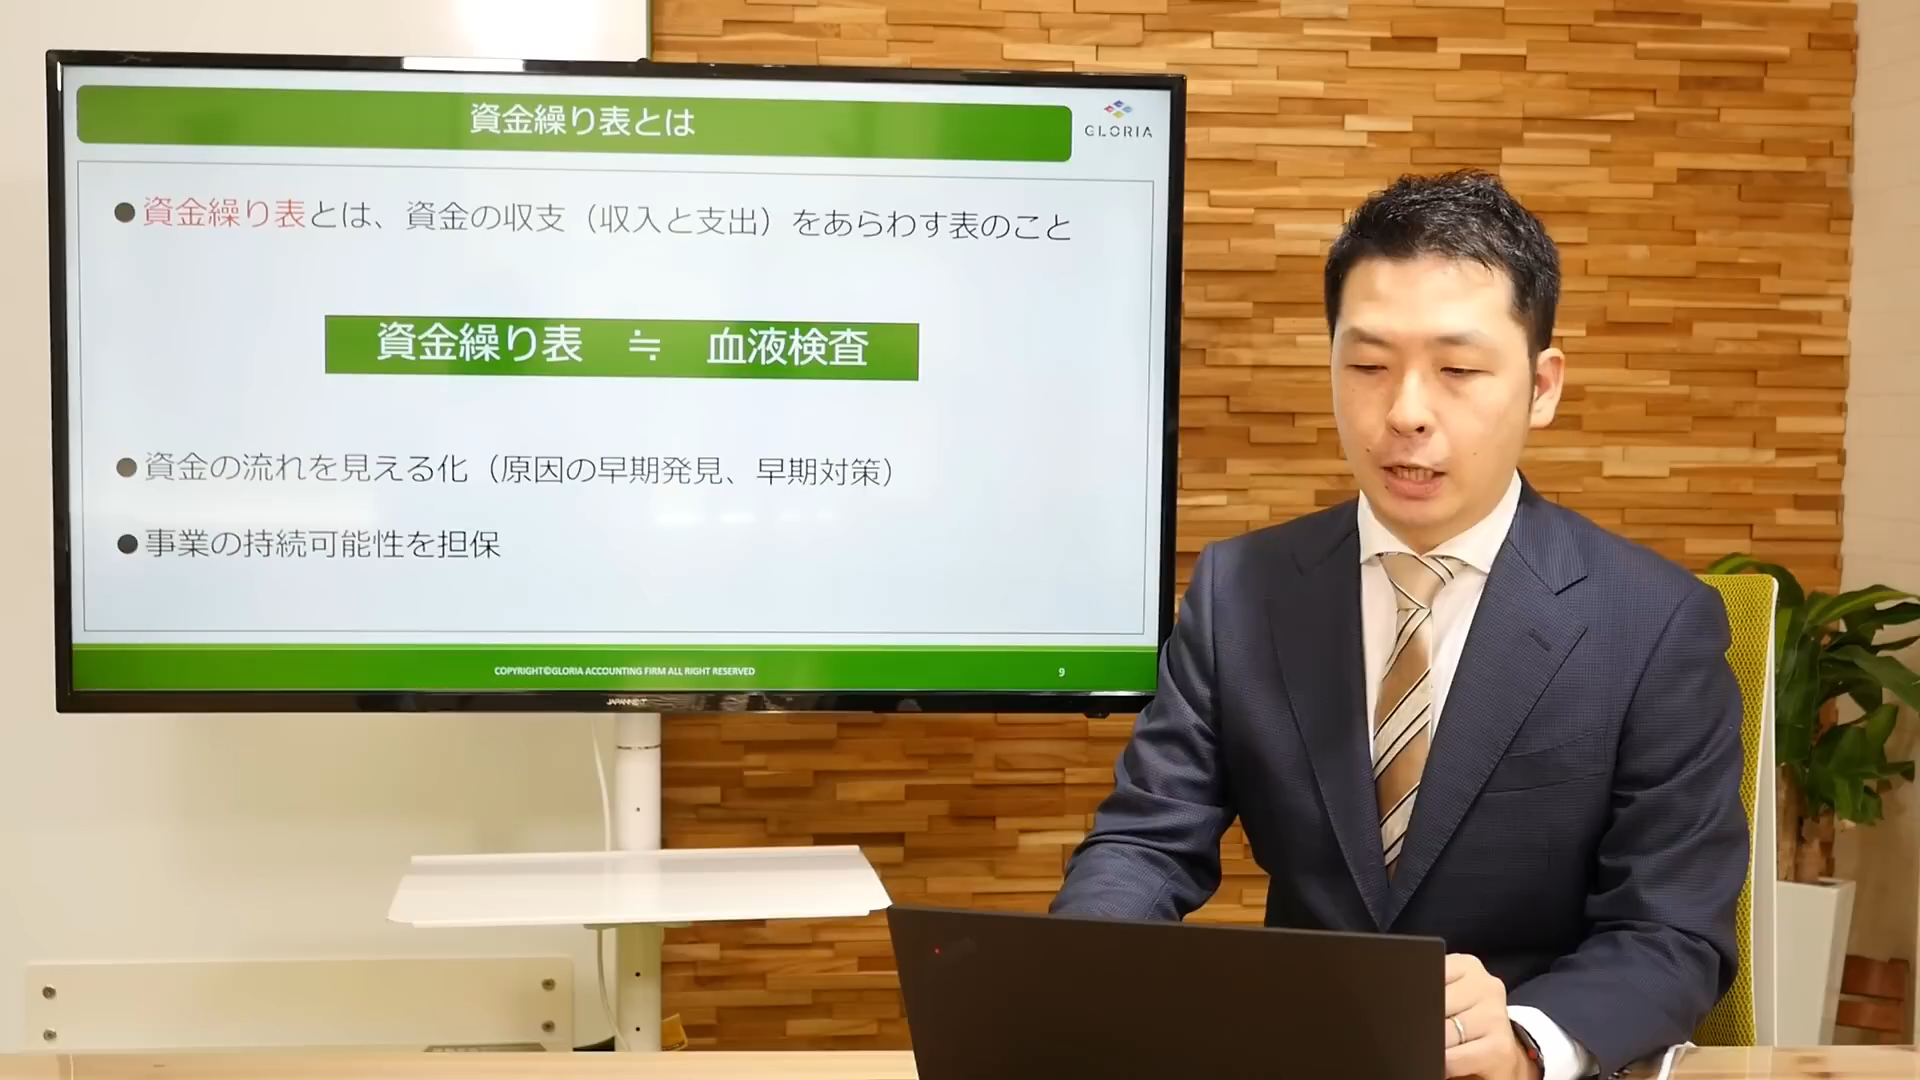 資金繰り表とは
GLORIA
●資金繰り表とは、資金の収支（収入と支出）をあらわす表のこと
資金繰り表 ≒ 血液検査
●資金の流れを見える化（原因の早期発見、早期対策）
●事業の持続可能性を担保
COPYRIGHT©GLORIA ACCOUNTING FIRM ALL RIGHT RESERVED
9
JAPANNEXT